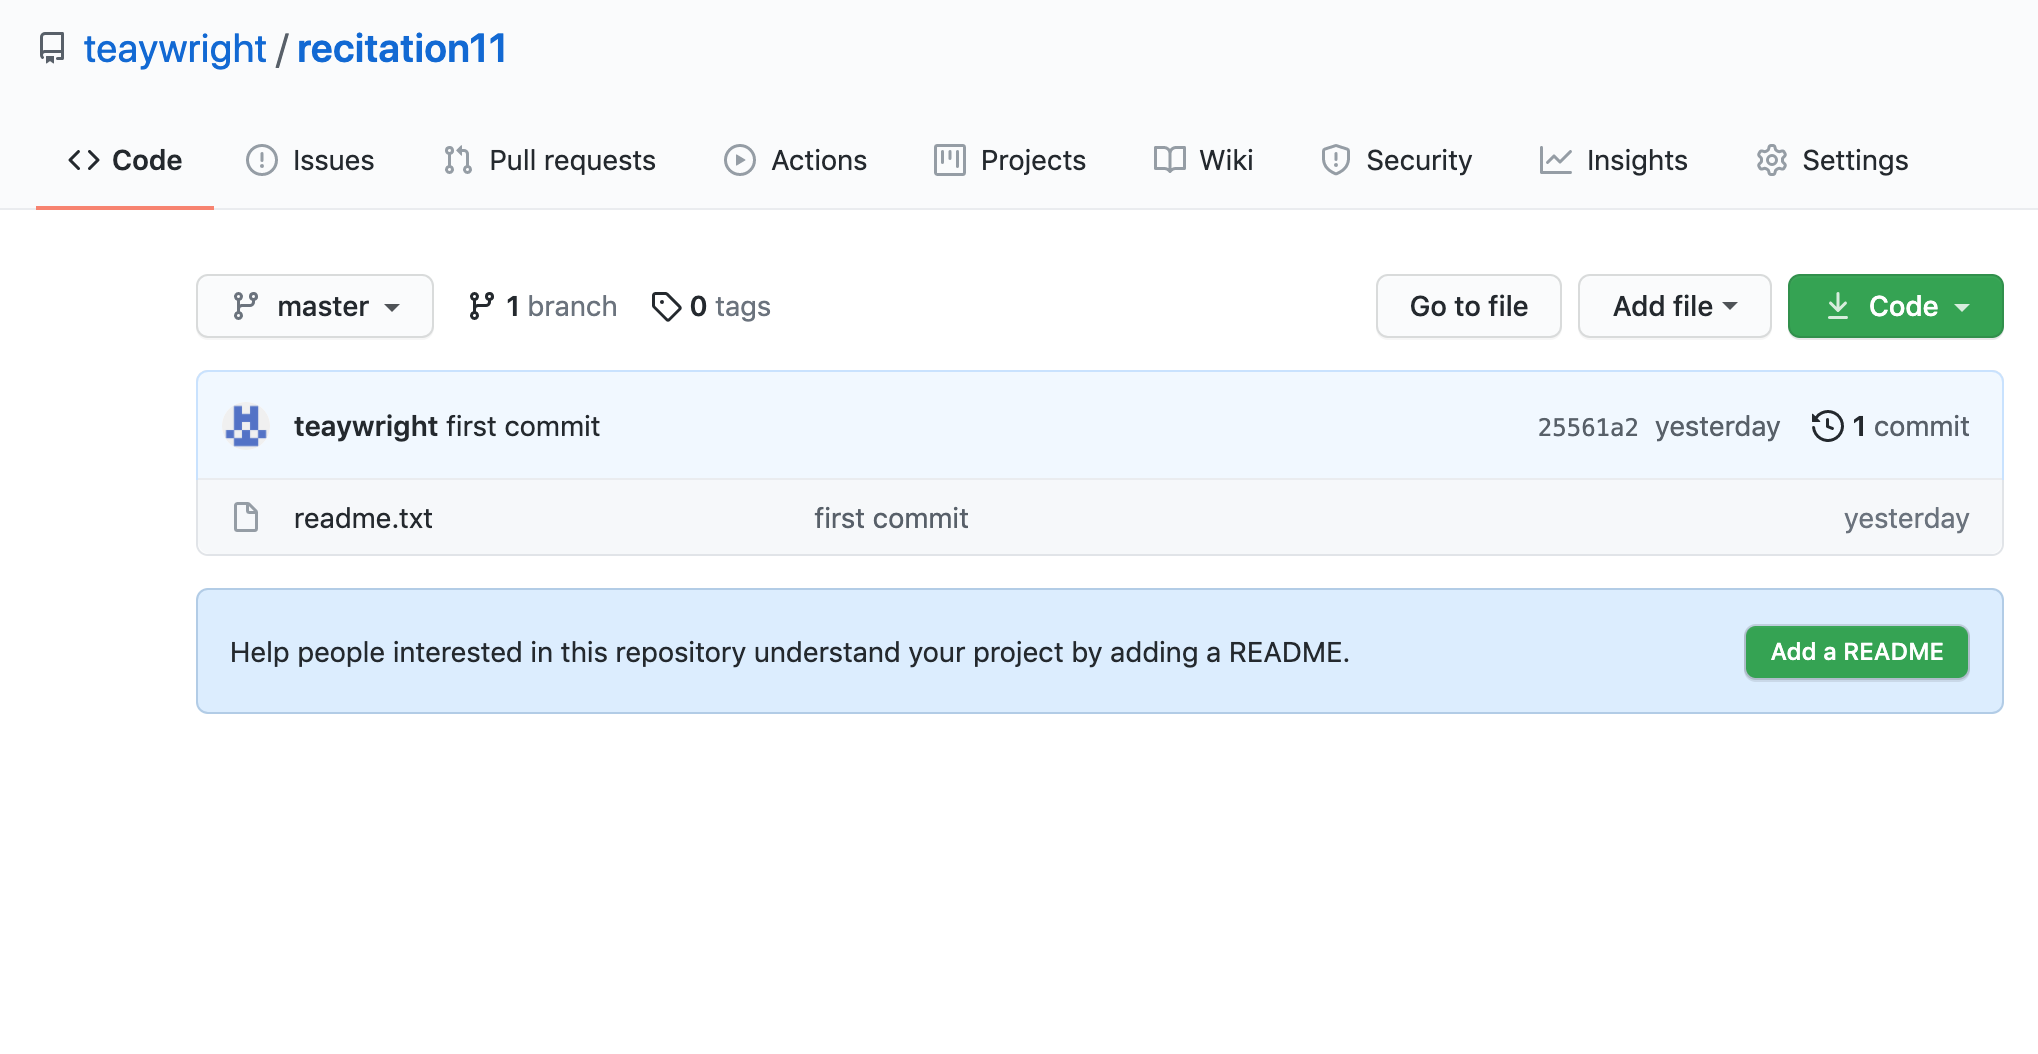 teaywright / recitation11
Code Issues Pull requests Actions Projects Wiki Security Insights Settings
master 1 branch 0 tags Go to file Add file Code
teaywright first commit 25561a2 yesterday 1 commit
readme.txt first commit yesterday
Help people interested in this repository understand your project by adding a README. Add a README